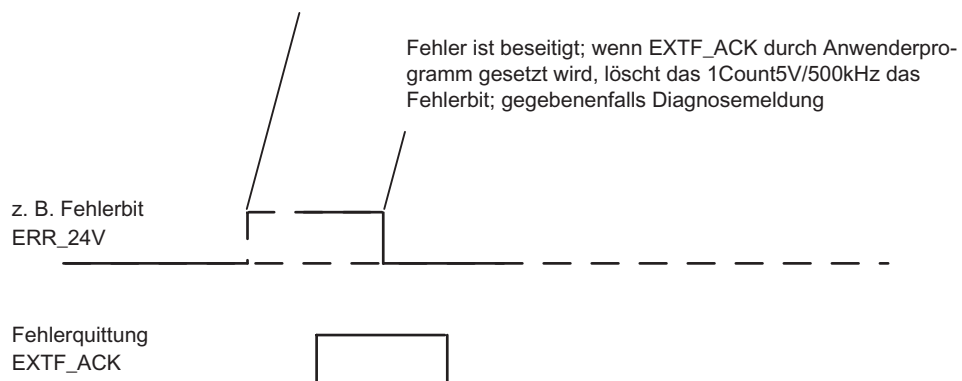 Fehler ist beseitigt; wenn EXTF_ACK durch Anwenderpro-
gramm gesetzt wird, löscht das 1Count5V/500kHz das
Fehlerbit; gegebenenfalls Diagnosemeldung
z. B. Fehlerbit
ERR_24V
Fehlerquittung
EXTF_ACK